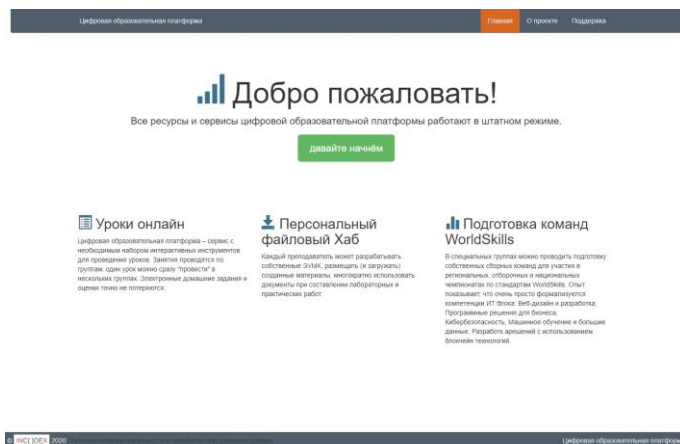 Цифровая образовательная платформа
Главная О проекте Поддержка
Добро пожаловать!
Все ресурсы и сервисы цифровой образовательной платформы работают в штатном режиме.
давайте начнём
Уроки онлайн
Цифровая образовательная платформа – сервис с
необходимым набором интерактивных инструментов
для проведения уроков. Занятия проводятся по
группам, один урок можно сразу "провести" в
нескольких группах. Электронные домашние задания и
оценки точно не потеряются.
Персональный
файловый Хаб
Каждый преподаватель может разрабатывать
собственные ЭУМК, размещать (и загружать)
созданные материалы, многократно использовать
документы при составлении лабораторных и
практических работ.
Подготовка команд
WorldSkills
В специальных группах можно проводить подготовку
собственных сборных команд для участия в
региональных, отборочных и национальных
чемпионатах по стандартам WorldSkills. Опыт
показывает, что очень просто формализуются
компетенции ИТ блока: Веб-дизайн и разработка,
Программные решения для бизнеса,
Кибербезопасность, Машинное обучение и большие
данные, Разработк арешений с использованием
блокчейн технологий.
© INC[ ]DEX 2020
Цифровая образовательная платформ